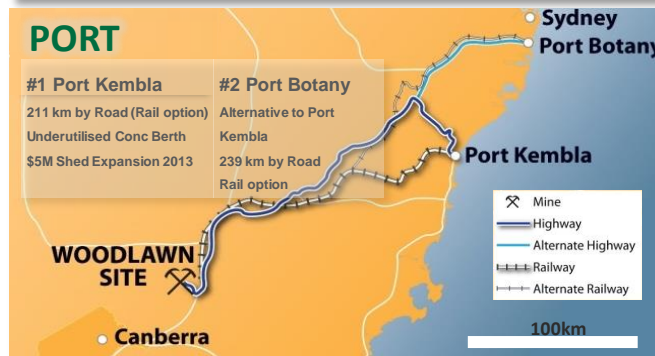 PORT
#1 Port Kembla
211 km by Road (Rail option)
Underutilised Conc Berth
$5M Shed Expansion 2013
#2 Port Botany
Alternative to Port
Kembla
239 km by Road
Rail option
Sydney
Port Botany
Port Kembla
WOODLAWN
SITE
Canberra
Mine
Highway
Alternate Highway
Railway
Alternate Railway
100km